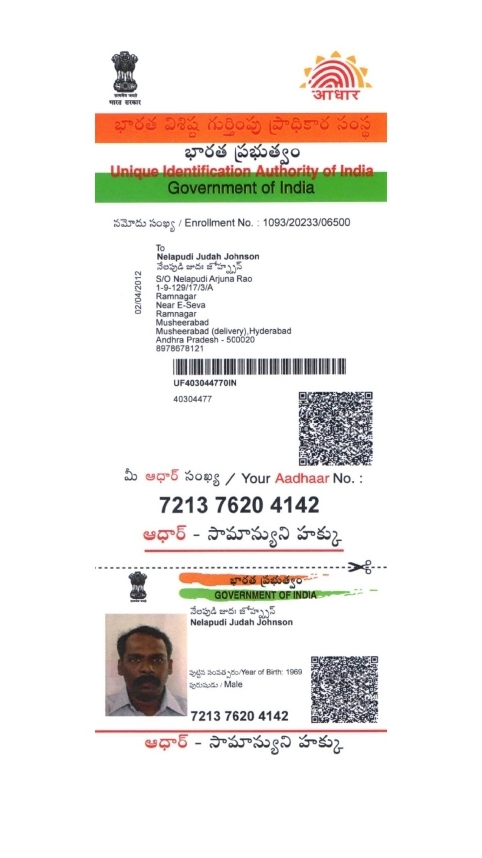 भारत सरकार
आधार
భారత విశిష్ట గుర్తింపు ప్రాధికార సంస్థ
భారత ప్రభుత్వం
Unique Identification Authority of India
Government of India
నమోదు సంఖ్య / Enrollment No. : 1093/20233/06500
02/04/2012
To
Nelapudi Judah Johnson
నేలపుడి జూదః జోహ్న్సన్
S/O Nelapudi Arjuna Rao
1-9-129/17/3/A
Ramnagar
Near E-Seva
Ramnagar
Musheerabad
Musheerabad (delivery),Hyderabad
Andhra Pradesh - 500020
8978678121
UF403044770IN
40304477
మీ ఆధార్ సంఖ్య / Your Aadhaar No. :
7213 7620 4142
ఆధార్ - సామాన్యుని హక్కు
భారత ప్రభుత్వం
GOVERNMENT OF INDIA
నేలపుడి జూదః జోహ్న్సన్
Nelapudi Judah Johnson
పుట్టిన సంవత్సరం/Year of Birth: 1969
పురుషుడు / Male
7213 7620 4142
ఆధార్ - సామాన్యుని హక్కు